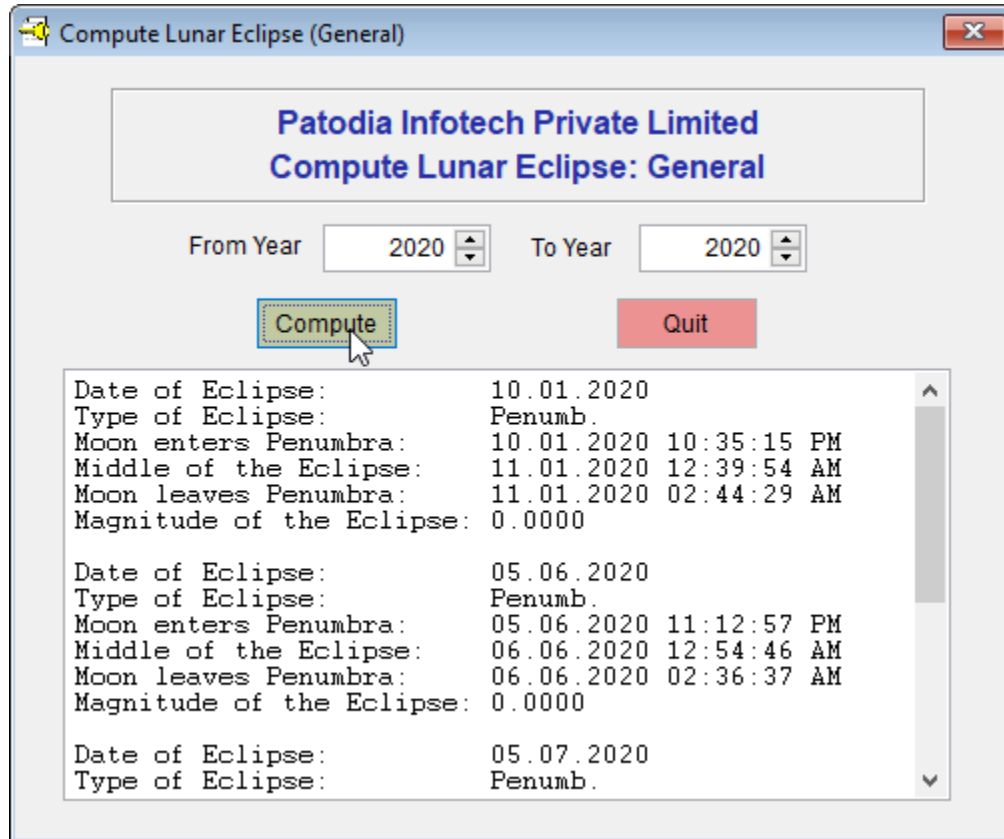 Compute Lunar Eclipse (General)
Patodia Infotech Private Limited
Compute Lunar Eclipse: General
From Year 2020 To Year 2020
Compute Quit
Date of Eclipse: 10.01.2020
Type of Eclipse: Penumb.
Moon enters Penumbra: 10.01.2020 10:35:15 PM
Middle of the Eclipse: 11.01.2020 12:39:54 AM
Moon leaves Penumbra: 11.01.2020 02:44:29 AM
Magnitude of the Eclipse: 0.0000
Date of Eclipse: 05.06.2020
Type of Eclipse: Penumb.
Moon enters Penumbra: 05.06.2020 11:12:57 PM
Middle of the Eclipse: 06.06.2020 12:54:46 AM
Moon leaves Penumbra: 06.06.2020 02:36:37 AM
Magnitude of the Eclipse: 0.0000
Date of Eclipse: 05.07.2020
Type of Eclipse: Penumb.